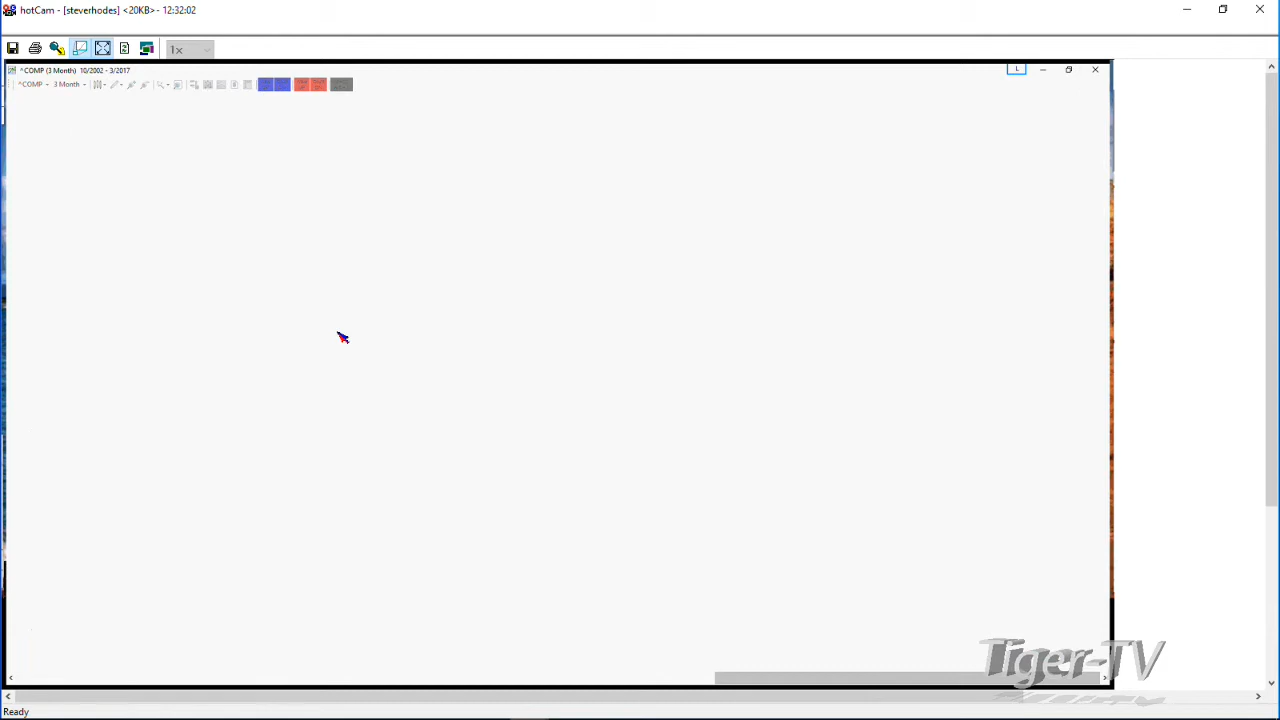 hotCam - [steverhodes] <20KB> - 12:32:02
1x
^COMP (3 Month) 10/2002 - 3/2017
L
^COMP 3 Month
Tiger-TV
Ready